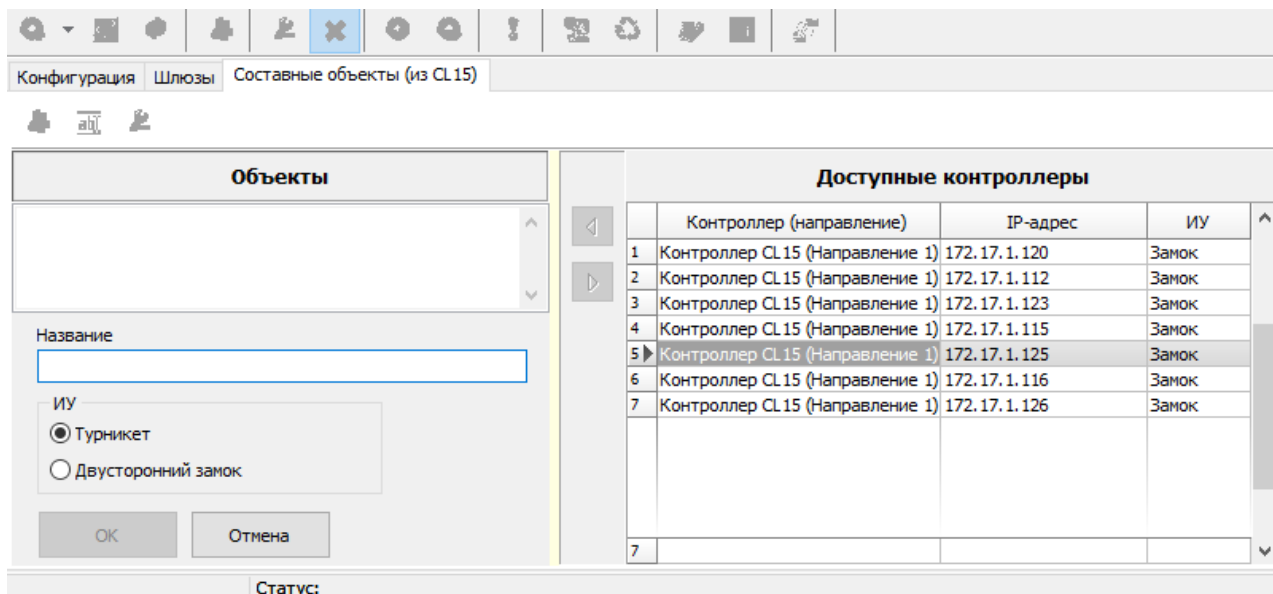 Конфигурация Шлюзы Составные объекты (из CL15)
ab
Объекты
Название
ИУ
Турникет
Двусторонний замок
ОК Отмена
Доступные контроллеры
Контроллер (направление) IP-адрес ИУ
1 Контроллер CL15 (Направление 1) 172.17.1.120 Замок
2 Контроллер CL15 (Направление 1) 172.17.1.112 Замок
3 Контроллер CL15 (Направление 1) 172.17.1.123 Замок
4 Контроллер CL15 (Направление 1) 172.17.1.115 Замок
5 Контроллер CL15 (Направление 1) 172.17.1.125 Замок
6 Контроллер CL15 (Направление 1) 172.17.1.116 Замок
7 Контроллер CL15 (Направление 1) 172.17.1.126 Замок
7
Статус: